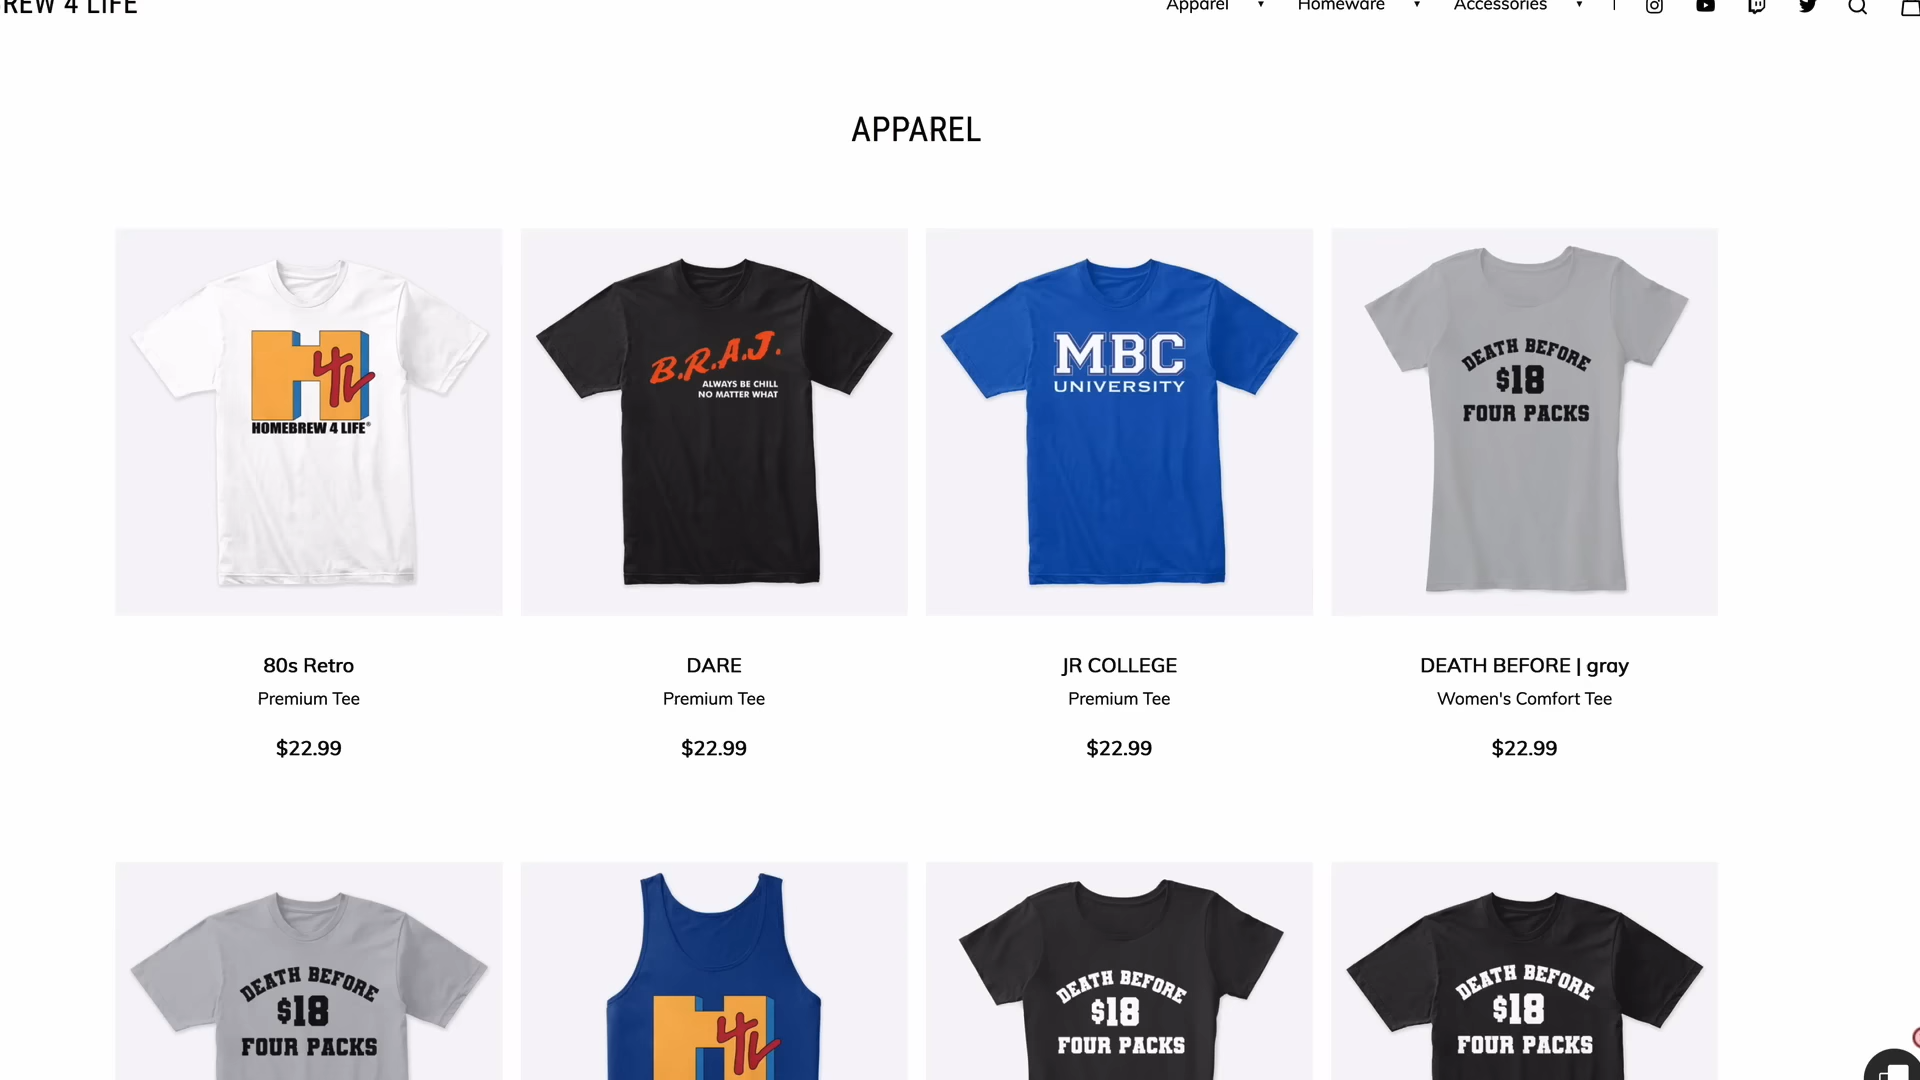 REW 4 LIFE
Apparel
Homeware
Accessories
APPAREL
H4L
HOMEBREW 4 LIFE®
B.R.A.J.
ALWAYS BE CHILL
NO MATTER WHAT
MBC
UNIVERSITY
DEATH BEFORE
$18
FOUR PACKS
80s Retro
Premium Tee
$22.99
DARE
Premium Tee
$22.99
JR COLLEGE
Premium Tee
$22.99
DEATH BEFORE | gray
Women's Comfort Tee
$22.99
DEATH BEFORE
$18
FOUR PACKS
H4L
DEATH BEFORE
$18
FOUR PACKS
DEATH BEFORE
$18
FOUR PACKS